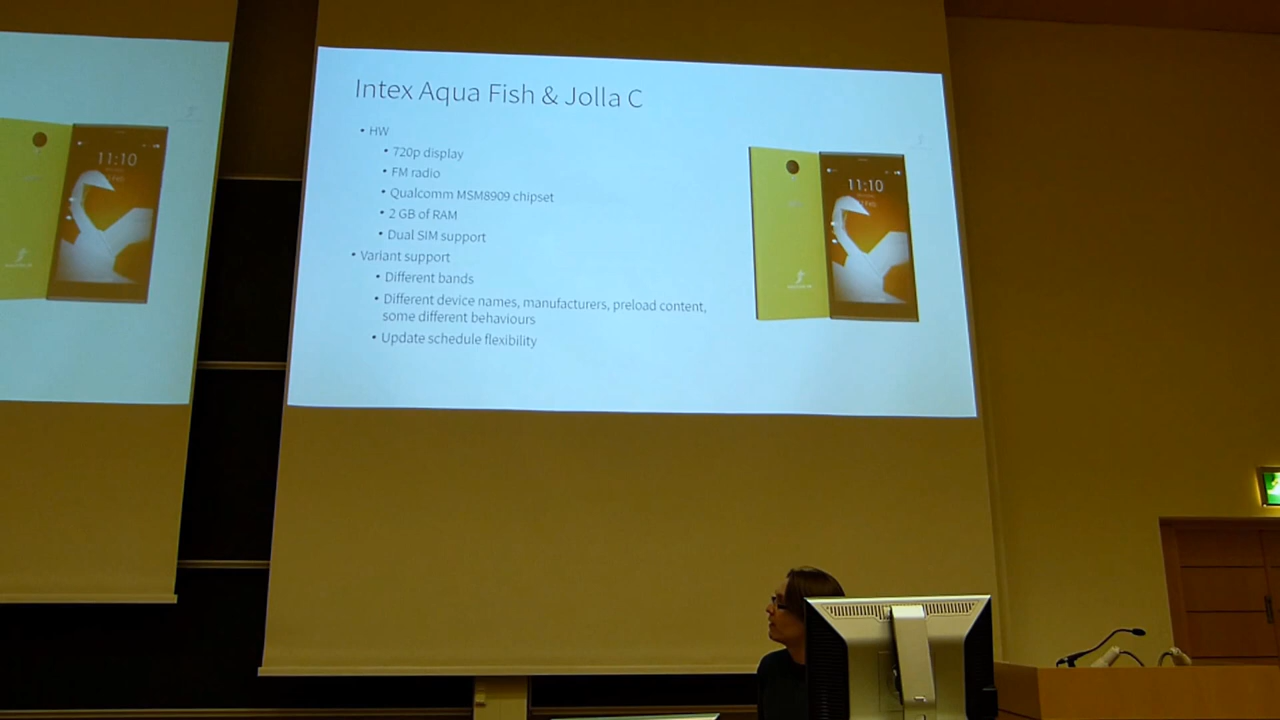 Intex Aqua Fish & Jolla C
• HW
• 720p display
• FM radio
• Qualcomm MSM8909 chipset
• 2 GB of RAM
• Dual SIM support
• Variant support
• Different bands
• Different device names, manufacturers, preload content,
some different behaviours
• Update schedule flexibility
11:10
11:10